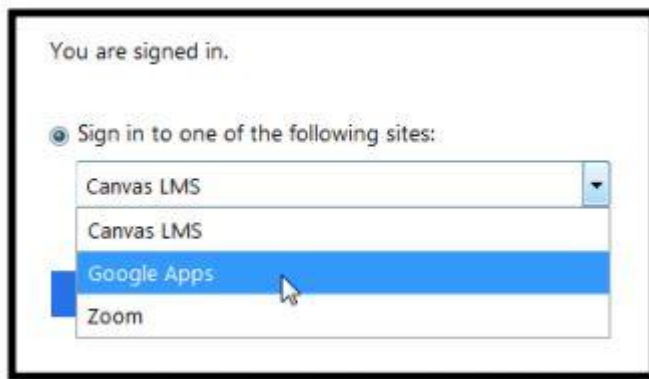 You are signed in.
Sign in to one of the following sites:
Canvas LMS
Canvas LMS
Google Apps
Zoom